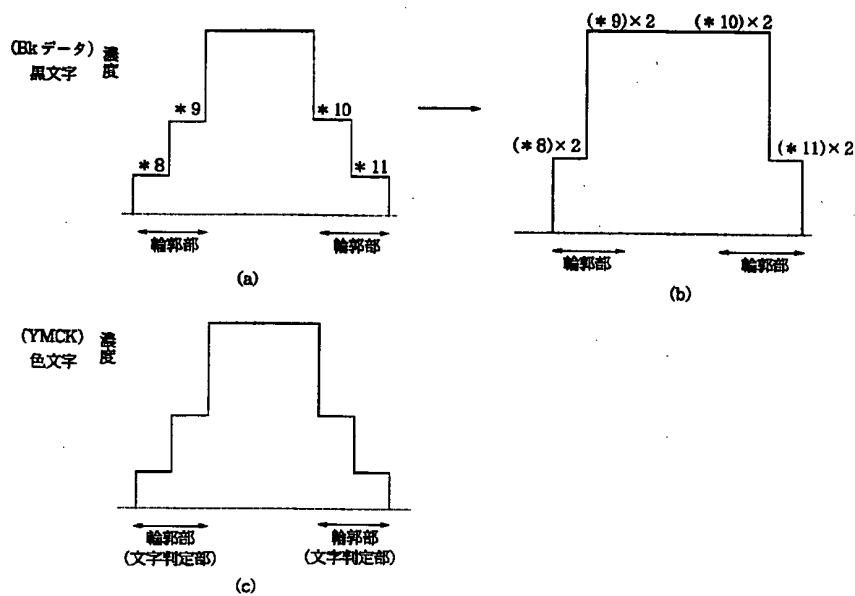 (Bkデータ)
黒文字
濃度
*9
*10
*8
*11
輪郭部
輪郭部
(a)
(*9)×2
(*10)×2
(*8)×2
(*11)×2
輪郭部
輪郭部
(b)
(YMCK)
色文字
濃度
輪郭部
(文字判定部)
輪郭部
(文字判定部)
(c)